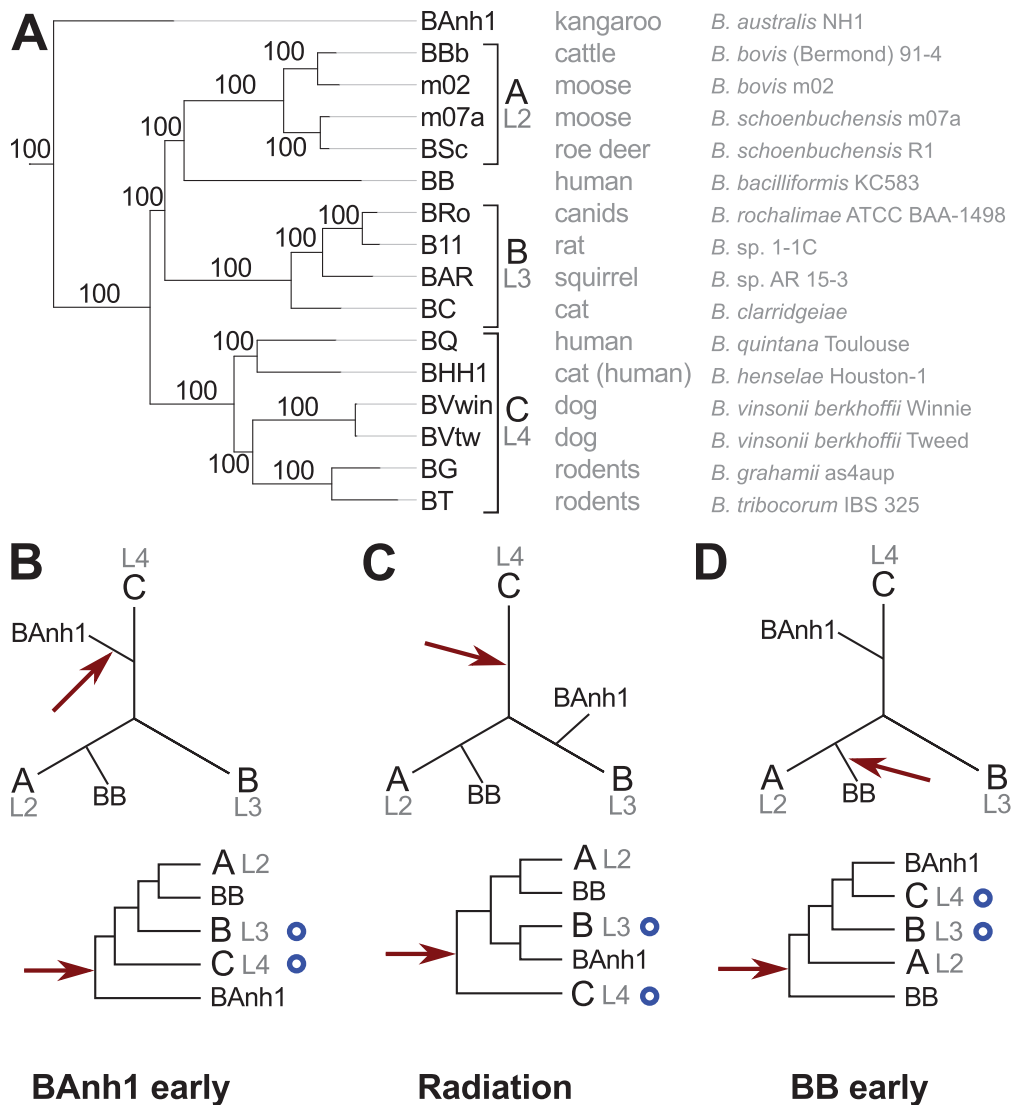 A
BAnh1 kangaroo B. australis NH1
100 BBb cattle B. bovis (Bermond) 91-4
100 m02 moose B. bovis m02
m07a moose B. schoenbuchensis m07a
A
L2
100 100 BSc roe deer B. schoenbuchensis R1
100
BB human B. bacilliformis KC583
100
100 BRo canids B. rochalimae ATCC BAA-1498
100 B11 rat B. sp. 1-1C
B
L3
100 BAR squirrel B. sp. AR 15-3
100
BC cat B. clarridgeiae
100 BQ human B. quintana Toulouse
BHH1 cat (human) B. henselae Houston-1
100
100 BVwin dog B. vinsonii berkhoffii Winnie
C
L4
BVtw dog B. vinsonii berkhoffii Tweed
100 100 BG rodents B. grahamii as4aup
BT rodents B. tribocorum IBS 325
B
L4
C
BAnh1
A
L2
BB
B
L3
A L2
BB
B L3
C L4
BAnh1
BAnh1 early
C
L4
C
BAnh1
A
L2
BB
B
L3
A L2
BB
B L3
BAnh1
C L4
Radiation
D
L4
C
BAnh1
A
L2
BB
B
L3
BAnh1
C L4
B L3
A L2
BB
BB early